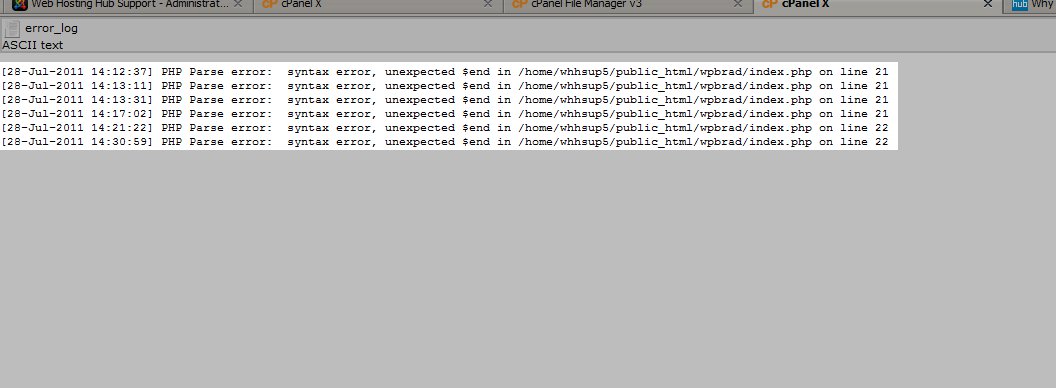 Web Hosting Hub Support - Administrat... cP cPanel X cP cPanel File Manager v3 cP cPanel X hub Why
error_log
ASCII text
[28-Jul-2011 14:12:37] PHP Parse error:  syntax error, unexpected $end in /home/whhsup5/public_html/wpbrad/index.php on line 21
[28-Jul-2011 14:13:11] PHP Parse error:  syntax error, unexpected $end in /home/whhsup5/public_html/wpbrad/index.php on line 21
[28-Jul-2011 14:13:31] PHP Parse error:  syntax error, unexpected $end in /home/whhsup5/public_html/wpbrad/index.php on line 21
[28-Jul-2011 14:17:02] PHP Parse error:  syntax error, unexpected $end in /home/whhsup5/public_html/wpbrad/index.php on line 21
[28-Jul-2011 14:21:22] PHP Parse error:  syntax error, unexpected $end in /home/whhsup5/public_html/wpbrad/index.php on line 22
[28-Jul-2011 14:30:59] PHP Parse error:  syntax error, unexpected $end in /home/whhsup5/public_html/wpbrad/index.php on line 22